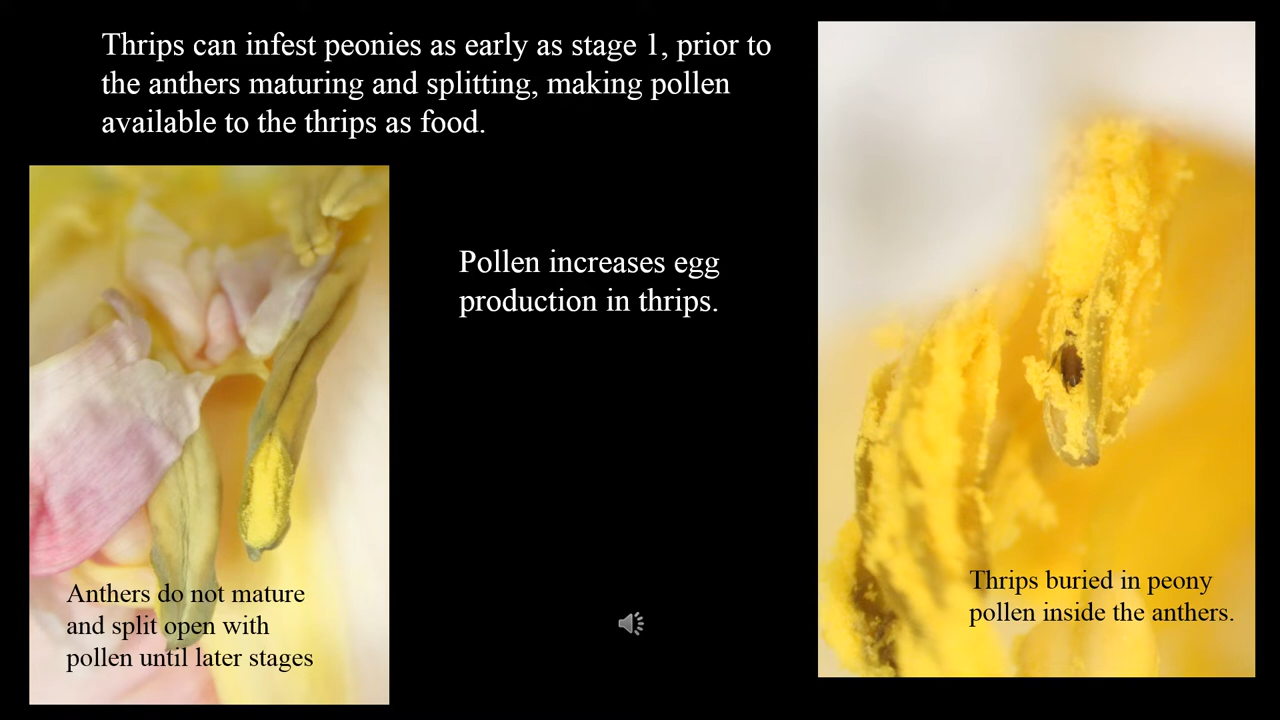 Thrips can infest peonies as early as stage 1, prior to
the anthers maturing and splitting, making pollen
available to the thrips as food.
Pollen increases egg
production in thrips.
Anthers do not mature
and split open with
pollen until later stages
Thrips buried in peony
pollen inside the anthers.